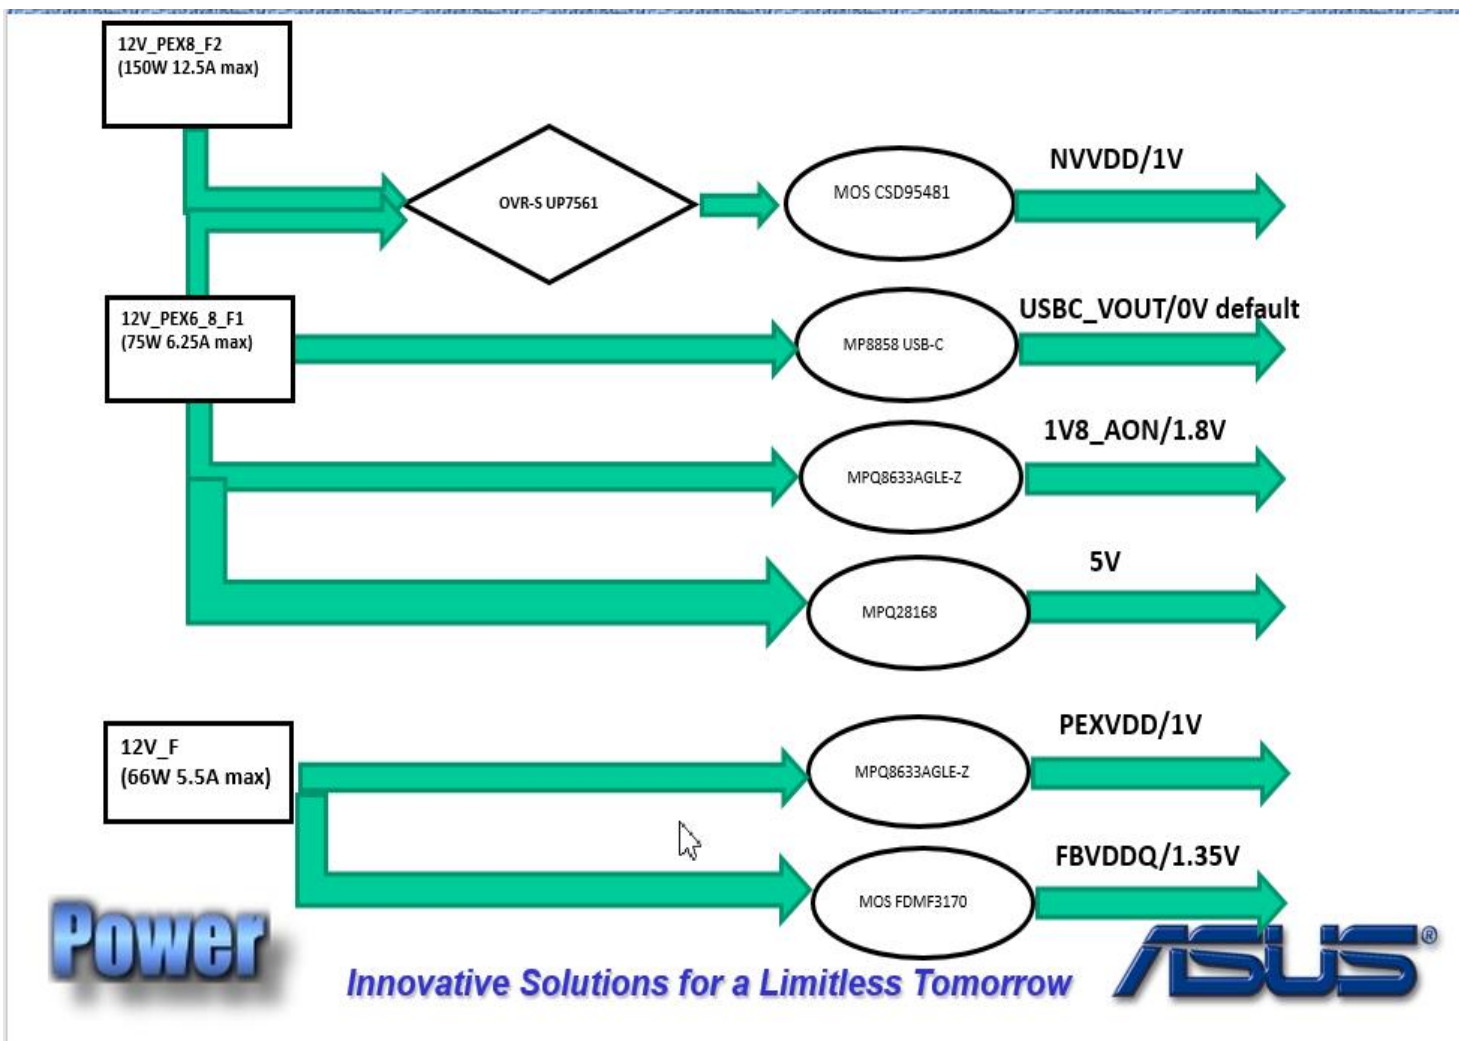 12V_PEX8_F2
(150W 12.5A max)
OVR-S UP7561
MOS CSD95481
NVVDD/1V
12V_PEX6_8_F1
(75W 6.25A max)
MP8858 USB-C
USBC_VOUT/0V default
MPQ8633AGLE-Z
1V8_AON/1.8V
MPQ28168
5V
12V_F
(66W 5.5A max)
MPQ8633AGLE-Z
PEXVDD/1V
MOS FDMF3170
FBVDDQ/1.35V
Power
Innovative Solutions for a Limitless Tomorrow
ASUS®